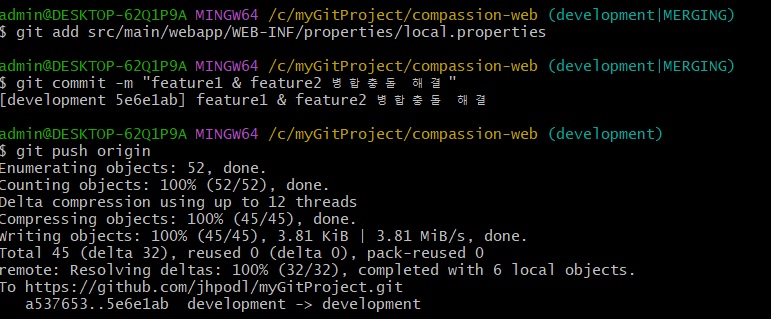 admin@DESKTOP-62Q1P9A MINGW64 /c/myGitProject/compassion-web (development|MERGING)
$ git add src/main/webapp/WEB-INF/properties/local.properties
admin@DESKTOP-62Q1P9A MINGW64 /c/myGitProject/compassion-web (development|MERGING)
$ git commit -m "feature1 & feature2 병합충돌 해결"
[development 5e6e1ab] feature1 & feature2 병합충돌 해결
admin@DESKTOP-62Q1P9A MINGW64 /c/myGitProject/compassion-web (development)
$ git push origin
Enumerating objects: 52, done.
Counting objects: 100% (52/52), done.
Delta compression using up to 12 threads
Compressing objects: 100% (45/45), done.
Writing objects: 100% (45/45), 3.81 KiB | 3.81 MiB/s, done.
Total 45 (delta 32), reused 0 (delta 0), pack-reused 0
remote: Resolving deltas: 100% (32/32), completed with 6 local objects.
To https://github.com/jhpodl/myGitProject.git
a537653..5e6e1ab development -> development